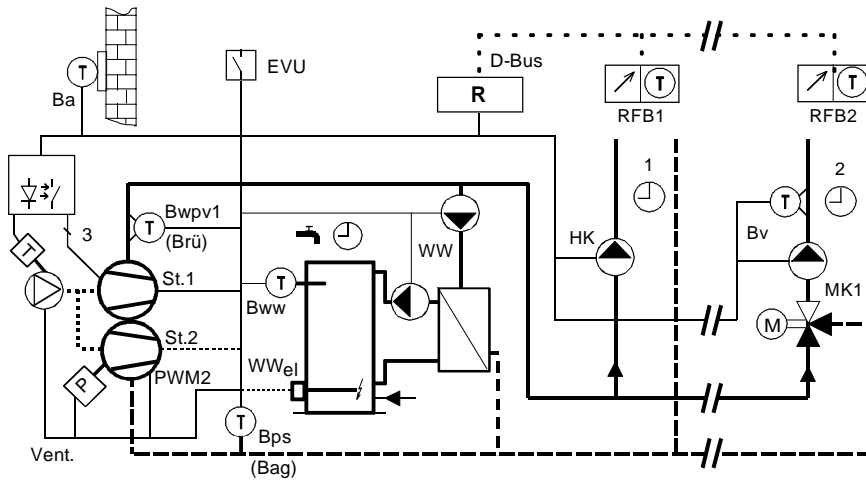 EVU
D-Bus
T
Ba
R
T
T
RFB1
RFB2
1
2
Bwpv1
T
T
3
(Brü)
WW
HK
Bv
T
St.1
T
MK1
Bww
M
St.2
WWel
P
PWM2
T
Bps
Vent.
(Bag)